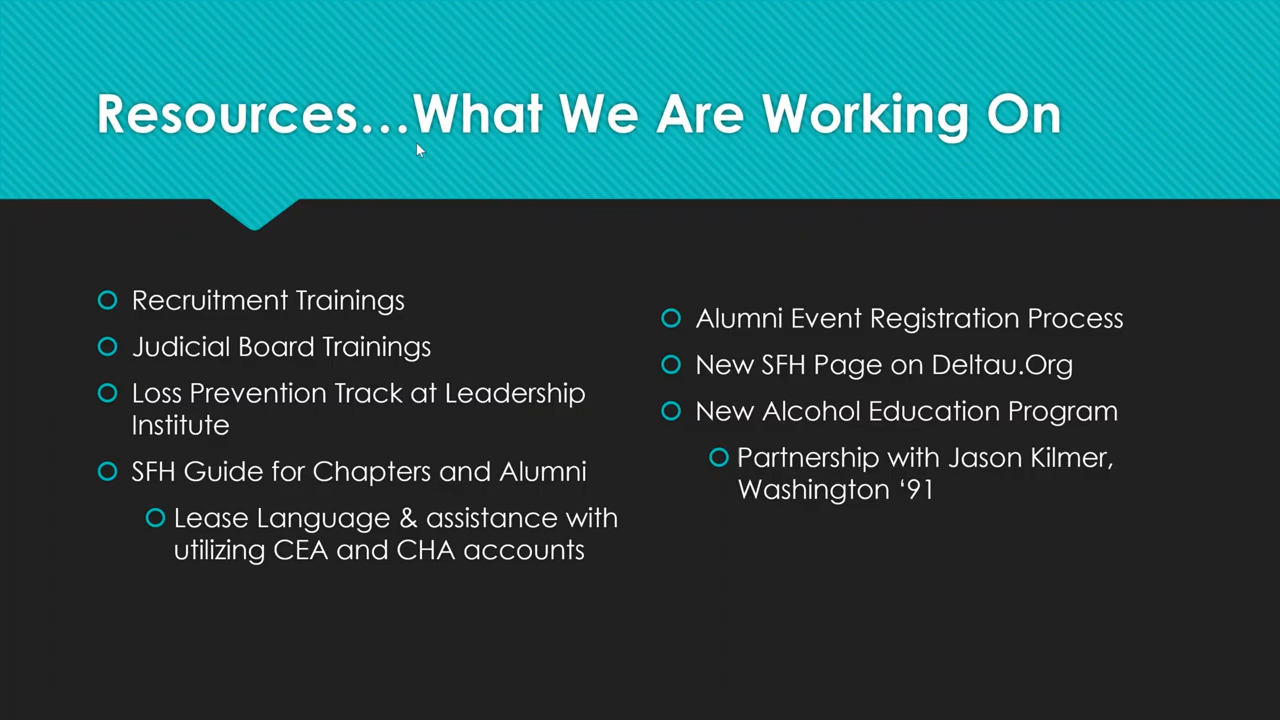 Resources…What We Are Working On
Recruitment Trainings
Judicial Board Trainings
Loss Prevention Track at Leadership
Institute
SFH Guide for Chapters and Alumni
Lease Language & assistance with
utilizing CEA and CHA accounts
Alumni Event Registration Process
New SFH Page on Deltau.Org
New Alcohol Education Program
Partnership with Jason Kilmer,
Washington ‘91